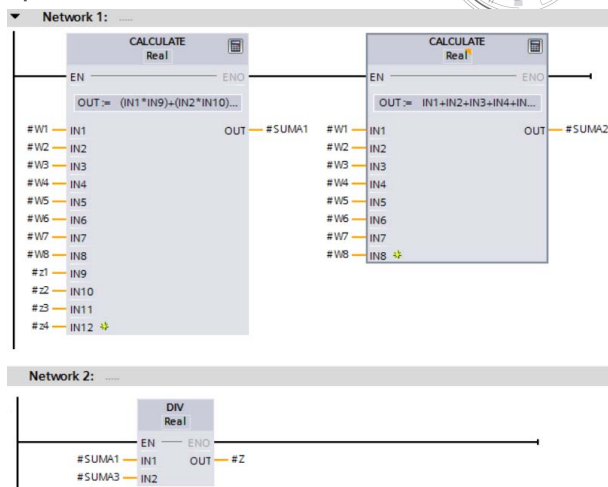 Network 1: .....
CALCULATE
Real
EN ENO
OUT := (IN1*IN9)+(IN2*IN10)...
#W1 IN1 OUT #SUMA1
#W2 IN2
#W3 IN3
#W4 IN4
#W5 IN5
#W6 IN6
#W7 IN7
#W8 IN8
#z1 IN9
#z2 IN10
#z3 IN11
#z4 IN12
CALCULATE
Real
EN ENO
OUT := IN1+IN2+IN3+IN4+IN...
#W1 IN1 OUT #SUMA2
#W2 IN2
#W3 IN3
#W4 IN4
#W5 IN5
#W6 IN6
#W7 IN7
#W8 IN8
Network 2: .....
DIV
Real
EN ENO
#SUMA1 IN1 OUT #Z
#SUMA3 IN2